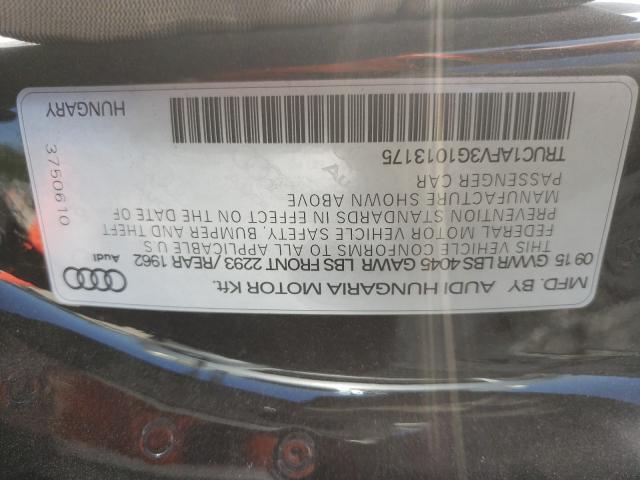 MFD. BY AUDI HUNGARIA MOTOR Kft.
09 15 GVWR LBS 4045 GAWR LBS FRONT 2293 / REAR 1962
THIS VEHICLE CONFORMS TO ALL APPLICABLE U S
FEDERAL MOTOR VEHICLE SAFETY, BUMPER AND THEFT
PREVENTION STANDARDS IN EFFECT ON THE DATE OF
MANUFACTURE SHOWN ABOVE
PASSENGER CAR
TRUC1AFV3G1013175
Audi
3750610
HUNGARY